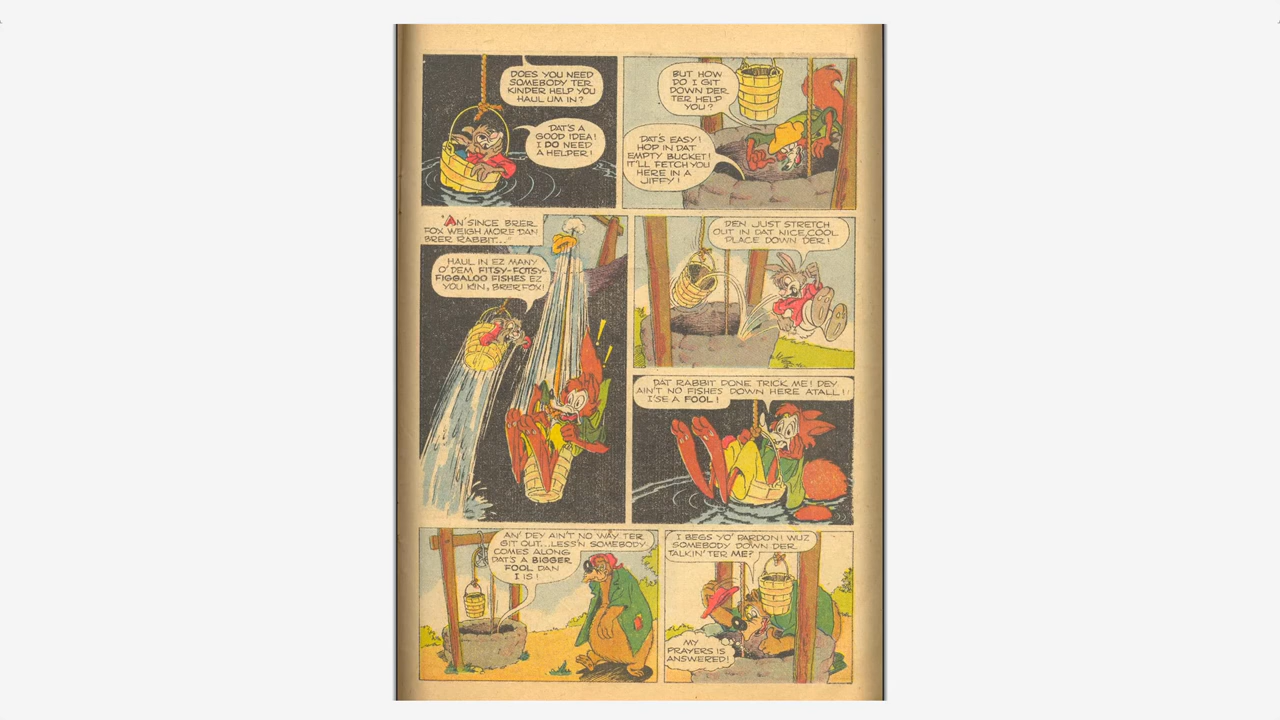 DOES YOU NEED
SOMEBODY TER
KINDER HELP YOU
HAUL UM IN?
DAT'S A
GOOD IDEA!
I DO NEED
A HELPER!
BUT HOW
DO I GIT
DOWN DER
TER HELP
YOU?
DAT'S EASY!
HOP IN DAT
EMPTY BUCKET!
IT'LL FETCH YOU
HERE IN A
JIFFY!
AN' SINCE BRER
FOX WEIGH MORE DAN
BRER RABBIT...
HAUL IN EZ MANY
O' DEM FITSY-FOTSY-
FIGGALOO FISHES EZ
YOU KIN, BRER FOX!
! !
DEN JUST STRETCH
OUT IN DAT NICE, COOL
PLACE DOWN DER!
DAT RABBIT DONE TRICK ME! DEY
AIN'T NO FISHES DOWN HERE ATALL!!
I'SE A FOOL!
AN' DEY AIN'T NO WAY TER
GIT OUT...LESS'N SOMEBODY
COMES ALONG
DAT'S A BIGGER
FOOL DAN
I IS!
I BEGS YO' PARDON! WUZ
SOMEBODY DOWN DER
TALKIN' TER ME?
MY
PRAYERS IS
ANSWERED!